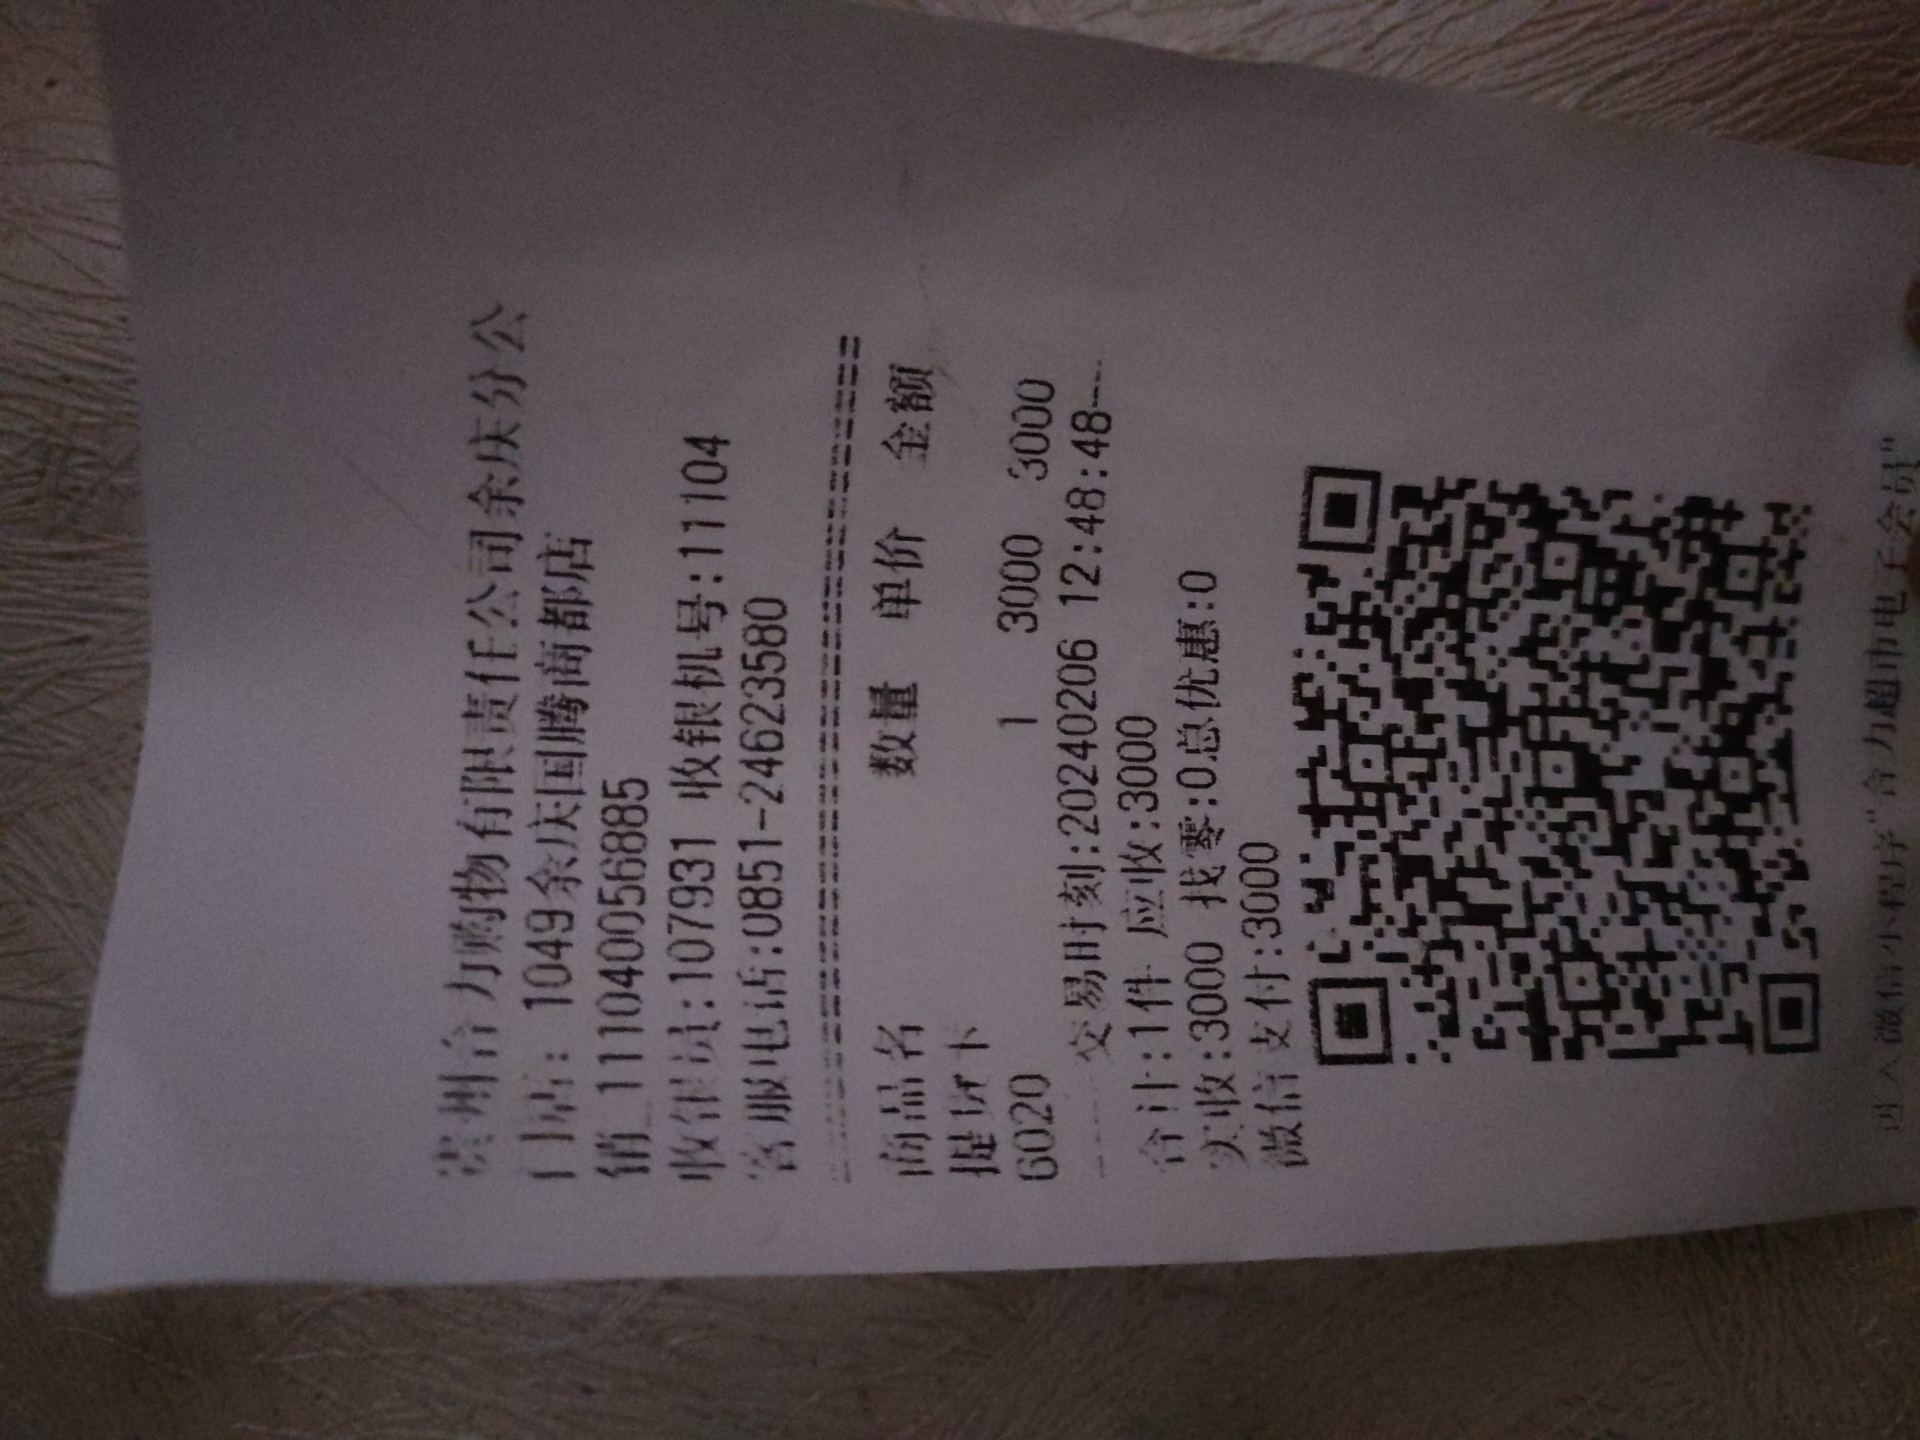 贵州合力购物有限责任公司余庆分公
门店: 1049余庆国腾商都店
销_111040056885
收银员:107931 收银机号:11104
客服电话:0851-24623580
================================
商品名 数量 单价 金额
提货卡
6020 1 3000 3000
----交易时刻:20240206 12:48:48----
合计:1件 应收:3000
实收:3000 找零:0总优惠:0
微信支付:3000
进入微信小程序"合力超市电子会员"